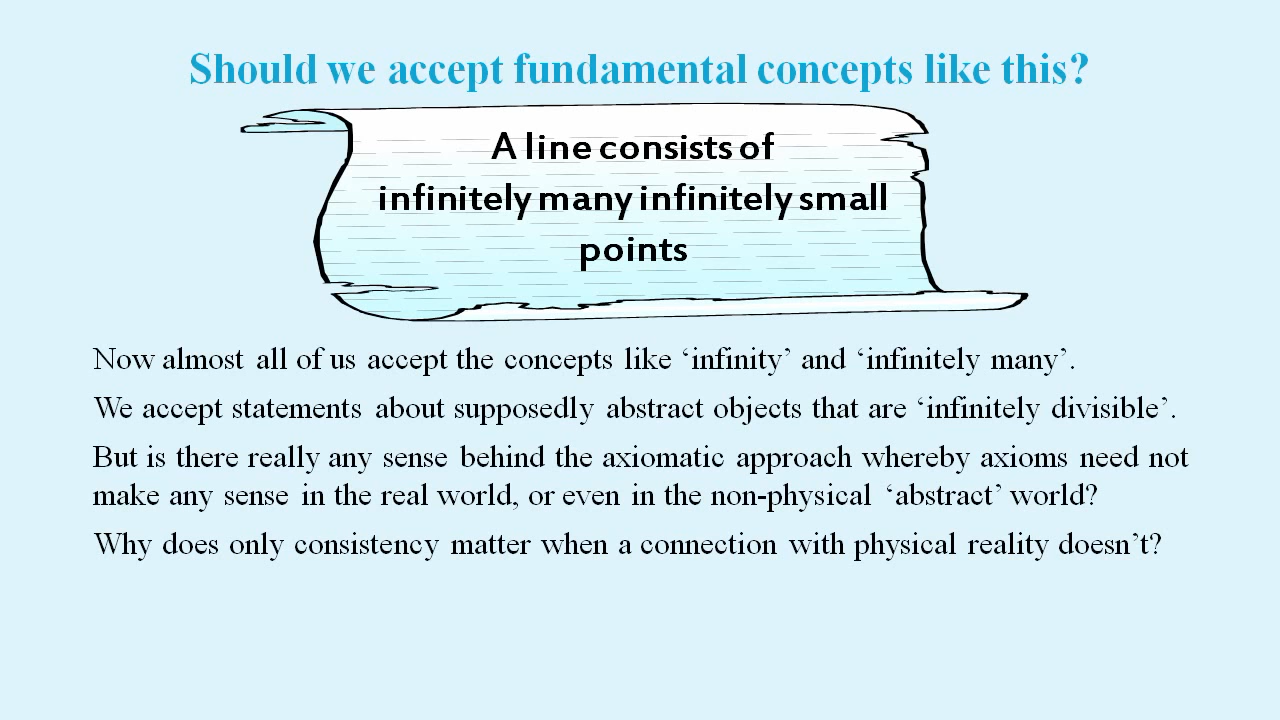 Should we accept fundamental concepts like this?
A line consists of
infinitely many infinitely small
points
Now almost all of us accept the concepts like ‘infinity’ and ‘infinitely many’.
We accept statements about supposedly abstract objects that are ‘infinitely divisible’.
But is there really any sense behind the axiomatic approach whereby axioms need not
make any sense in the real world, or even in the non-physical ‘abstract’ world?
Why does only consistency matter when a connection with physical reality doesn’t?